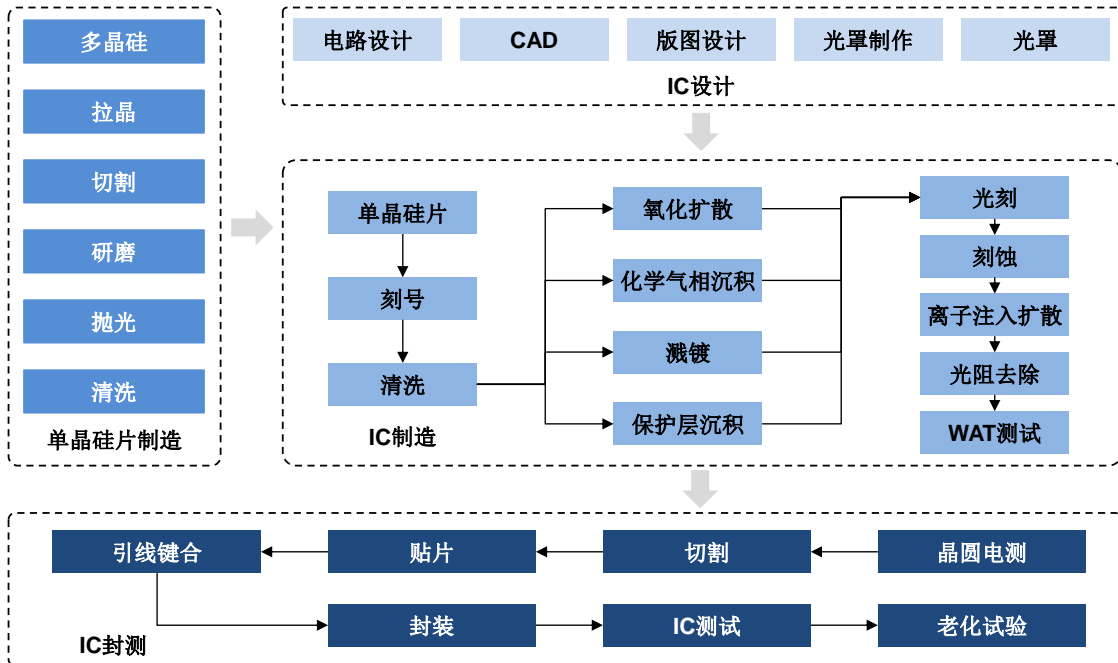 多晶硅
拉晶
切割
研磨
抛光
清洗
单晶硅片制造
电路设计
CAD
版图设计
光罩制作
光罩
IC设计
单晶硅片
刻号
清洗
IC制造
氧化扩散
化学气相沉积
溅镀
保护层沉积
光刻
刻蚀
离子注入扩散
光阻去除
WAT测试
引线键合
贴片
切割
晶圆电测
封装
IC测试
老化试验
IC封测